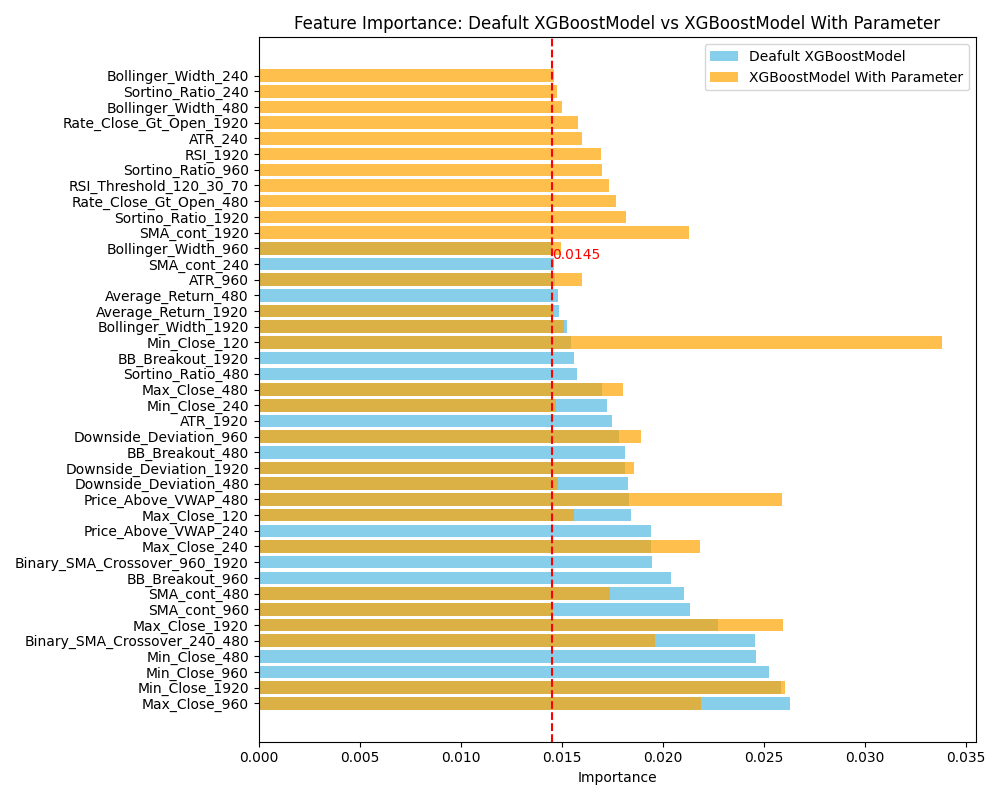 Feature Importance: Deafult XGBoostModel vs XGBoostModel With Parameter
Deafult XGBoostModel
XGBoostModel With Parameter
Bollinger_Width_240
Sortino_Ratio_240
Bollinger_Width_480
Rate_Close_Gt_Open_1920
ATR_240
RSI_1920
Sortino_Ratio_960
RSI_Threshold_120_30_70
Rate_Close_Gt_Open_480
Sortino_Ratio_1920
SMA_cont_1920
Bollinger_Width_960
0.0145
SMA_cont_240
ATR_960
Average_Return_480
Average_Return_1920
Bollinger_Width_1920
Min_Close_120
BB_Breakout_1920
Sortino_Ratio_480
Max_Close_480
Min_Close_240
ATR_1920
Downside_Deviation_960
BB_Breakout_480
Downside_Deviation_1920
Downside_Deviation_480
Price_Above_VWAP_480
Max_Close_120
Price_Above_VWAP_240
Max_Close_240
Binary_SMA_Crossover_960_1920
BB_Breakout_960
SMA_cont_480
SMA_cont_960
Max_Close_1920
Binary_SMA_Crossover_240_480
Min_Close_480
Min_Close_960
Min_Close_1920
Max_Close_960
0.000 0.005 0.010 0.015 0.020 0.025 0.030 0.035
Importance